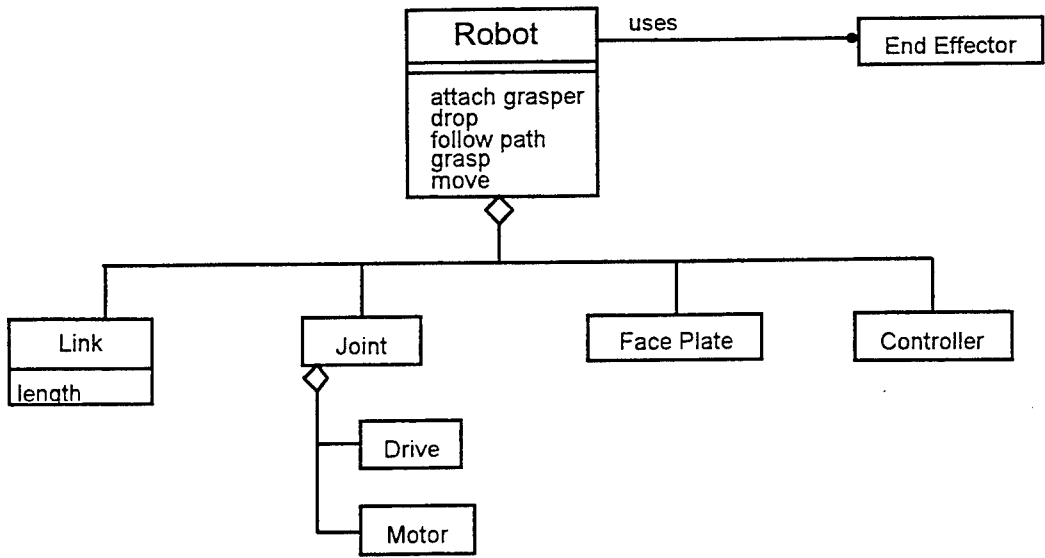 Robot
uses
End Effector
attach grasper
drop
follow path
grasp
move
Link
length
Joint
Face Plate
Controller
Drive
Motor